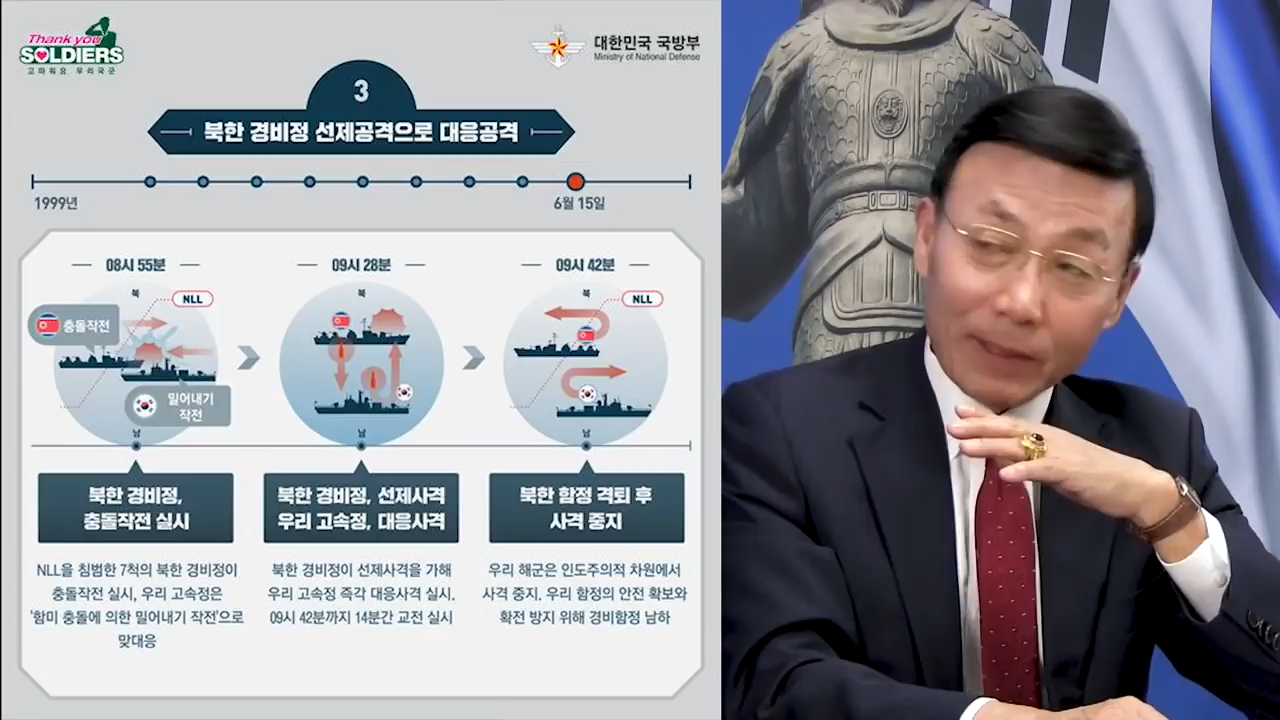 Thank you
SOLDIERS
고마워요 우리국군
대한민국 국방부
Ministry of National Defense
3
북한 경비정 선제공격으로 대응공격
1999년
6월 15일
08시 55분
북
NLL
충돌작전
밀어내기
작전
남
09시 28분
북
남
09시 42분
북
NLL
남
북한 경비정,
충돌작전 실시
NLL을 침범한 7척의 북한 경비정이
충돌작전 실시, 우리 고속정은
'함미 충돌에 의한 밀어내기 작전'으로
맞대응
북한 경비정, 선제사격
우리 고속정, 대응사격
북한 경비정이 선제사격을 가해
우리 고속정 즉각 대응사격 실시.
09시 42분까지 14분간 교전 실시
북한 함정 격퇴 후
사격 중지
우리 해군은 인도주의적 차원에서
사격 중지. 우리 함정의 안전 확보와
확전 방지 위해 경비함정 남하